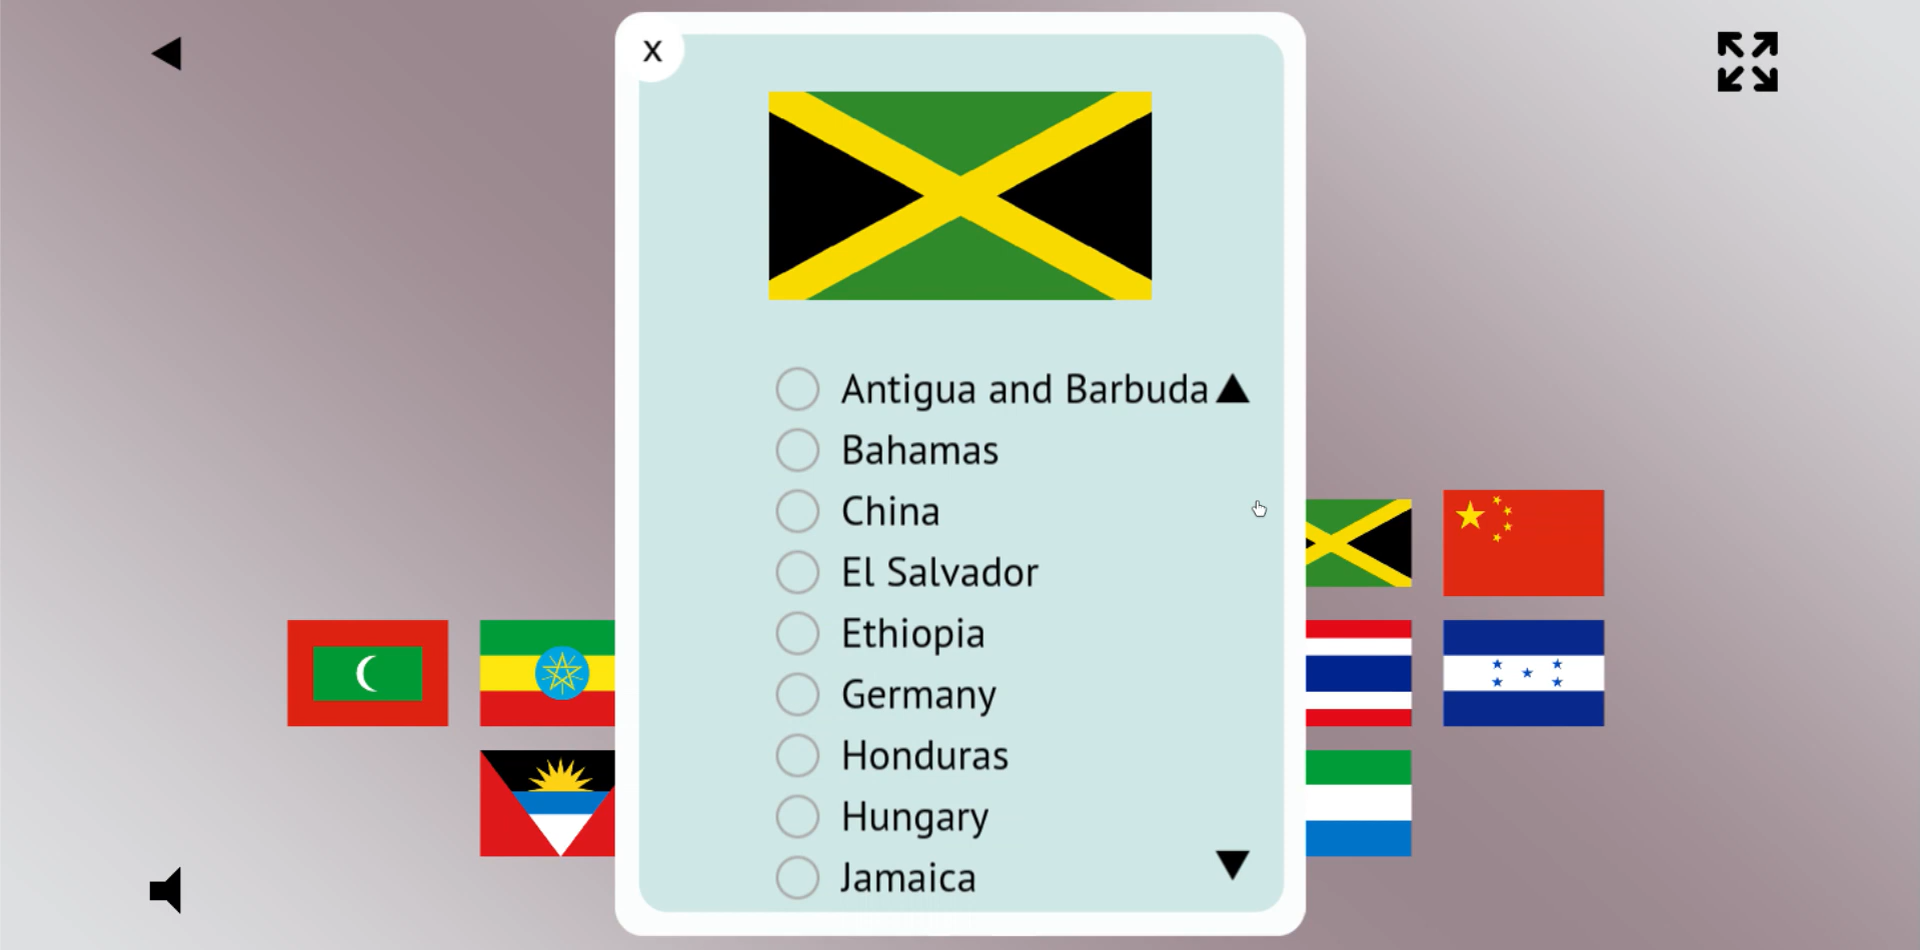 X
Antigua and Barbuda
Bahamas
China
El Salvador
Ethiopia
Germany
Honduras
Hungary
Jamaica